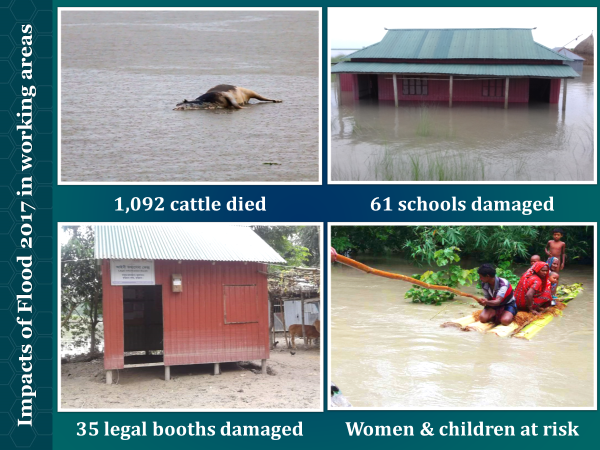 Impacts of Flood 2017 in working areas
1,092 cattle died
61 schools damaged
35 legal booths damaged
Women & children at risk